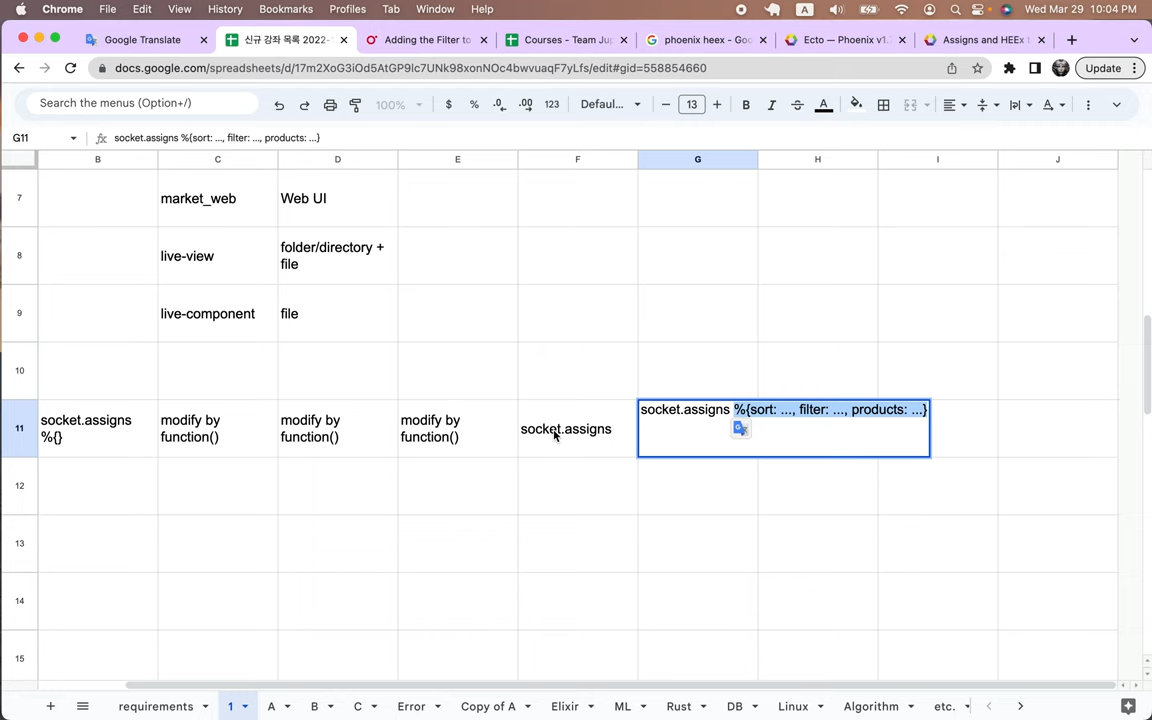 Chrome File Edit View History Bookmarks Profiles Tab Window Help A Wed Mar 29 10:04 PM
Google Translate 신규 강좌 목록 2022- Adding the Filter to Courses - Team Ju phoenix heex - Goo Ecto — Phoenix v1. Assigns and HEEx t
docs.google.com/spreadsheets/d/17m2XoG3iOd5AtGP9lc7UNk98xonNOc4bwvuaqF7yLfs/edit#gid=558854660 Update
Search the menus (Option+/) 100% $ % .0 .00 123 Defaul... 13 B I S A
G11 fx socket.assigns %{sort: ..., filter: ..., products: ...}
B C D E F G H I J
7 market_web Web UI
8 live-view folder/directory +
file
9 live-component file
10
11 socket.assigns
%{} modify by
function() modify by
function() modify by
function() socket.assigns socket.assigns %{sort: ..., filter: ..., products: ...}
12
13
14
15
requirements 1 A B C Error Copy of A Elixir ML Rust DB Linux Algorithm etc.